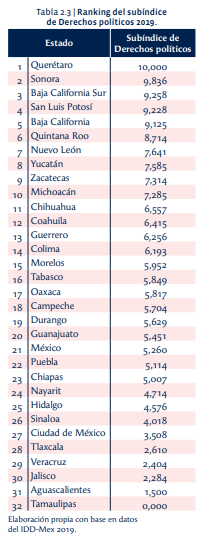 Tabla 2.3 | Ranking del subíndice
de Derechos políticos 2019.
Estado Subíndice de Derechos políticos
1 Querétaro 10,000
2 Sonora 9,836
3 Baja California Sur 9,258
4 San Luis Potosí 9,228
5 Baja California 9,125
6 Quintana Roo 8,714
7 Nuevo León 7,641
8 Yucatán 7,585
9 Zacatecas 7,314
10 Michoacán 7,285
11 Chihuahua 6,557
12 Coahuila 6,415
13 Guerrero 6,256
14 Colima 6,193
15 Morelos 5,952
16 Tabasco 5,849
17 Oaxaca 5,817
18 Campeche 5,704
19 Durango 5,629
20 Guanajuato 5,451
21 México 5,260
22 Puebla 5,114
23 Chiapas 5,007
24 Nayarit 4,714
25 Hidalgo 4,576
26 Sinaloa 4,018
27 Ciudad de México 3,508
28 Tlaxcala 2,610
29 Veracruz 2,404
30 Jalisco 2,284
31 Aguascalientes 1,500
32 Tamaulipas 0,000
Elaboración propia con base en datos
del IDD-Mex 2019.